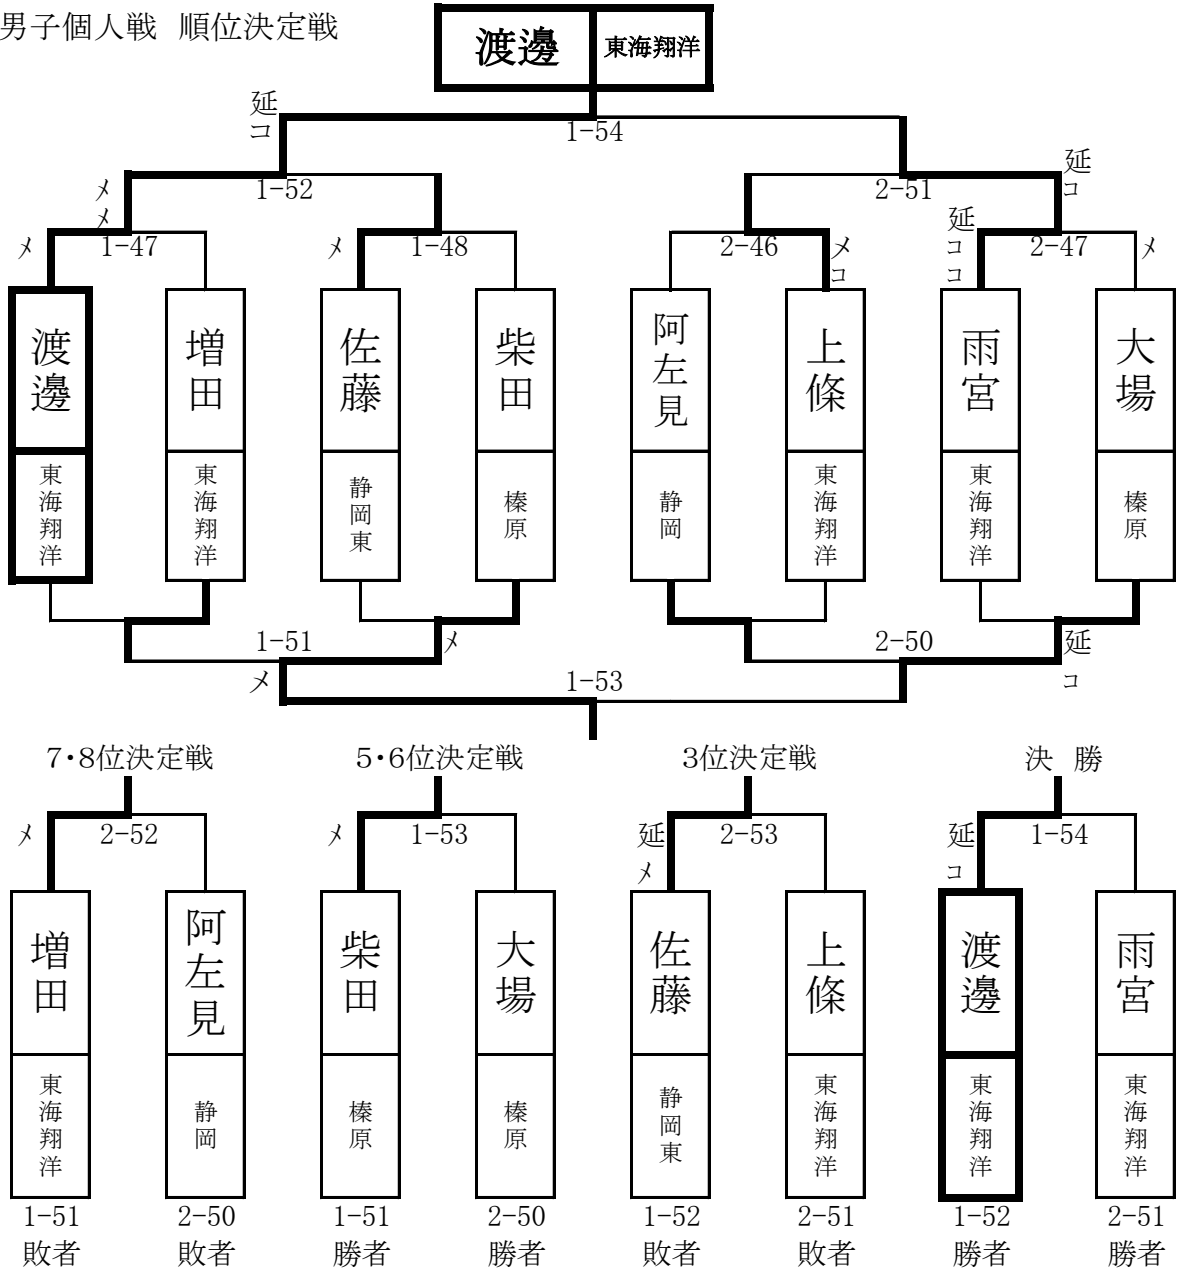 男子個人戦 順位決定戦
渡邊 東海翔洋
延
コ
1-54
メ
メ
1-52
2-51
延
コ
メ
1-47
メ
1-48
2-46
メ
コ
延
コ
コ
2-47
メ
渡邊
増田
佐藤
柴田
阿左見
上條
雨宮
大場
東海翔洋
東海翔洋
静岡東
榛原
静岡
東海翔洋
東海翔洋
榛原
1-51
メ
2-50
延
コ
メ
1-53
7・8位決定戦
5・6位決定戦
3位決定戦
決 勝
メ
2-52
メ
1-53
延
メ
2-53
延
コ
1-54
増田
阿左見
柴田
大場
佐藤
上條
渡邊
雨宮
東海翔洋
静岡
榛原
榛原
静岡東
東海翔洋
東海翔洋
東海翔洋
1-51 2-50 1-51 2-50 1-52 2-51 1-52 2-51
敗者 敗者 勝者 勝者 敗者 敗者 勝者 勝者